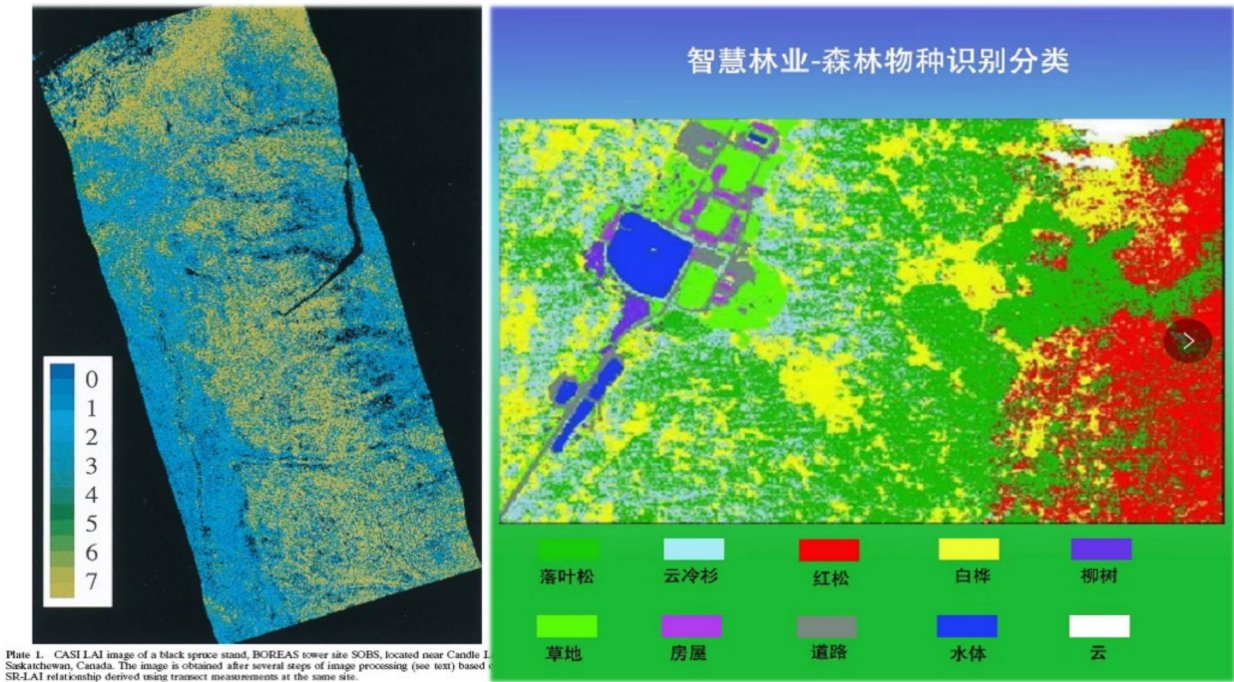 0
1
2
3
4
5
6
7
Plate 1. CASI LAI image of a black spruce stand, BOREAS tower site SOBS, located near Candle
Saskatchewan, Canada. The image is obtained after several steps of image processing (see text) based
SR-LAI relationship derived using transect measurements at the same site.
智慧林业-森林物种识别分类
落叶松 云冷杉 红松 白桦 柳树
草地 房屋 道路 水体 云